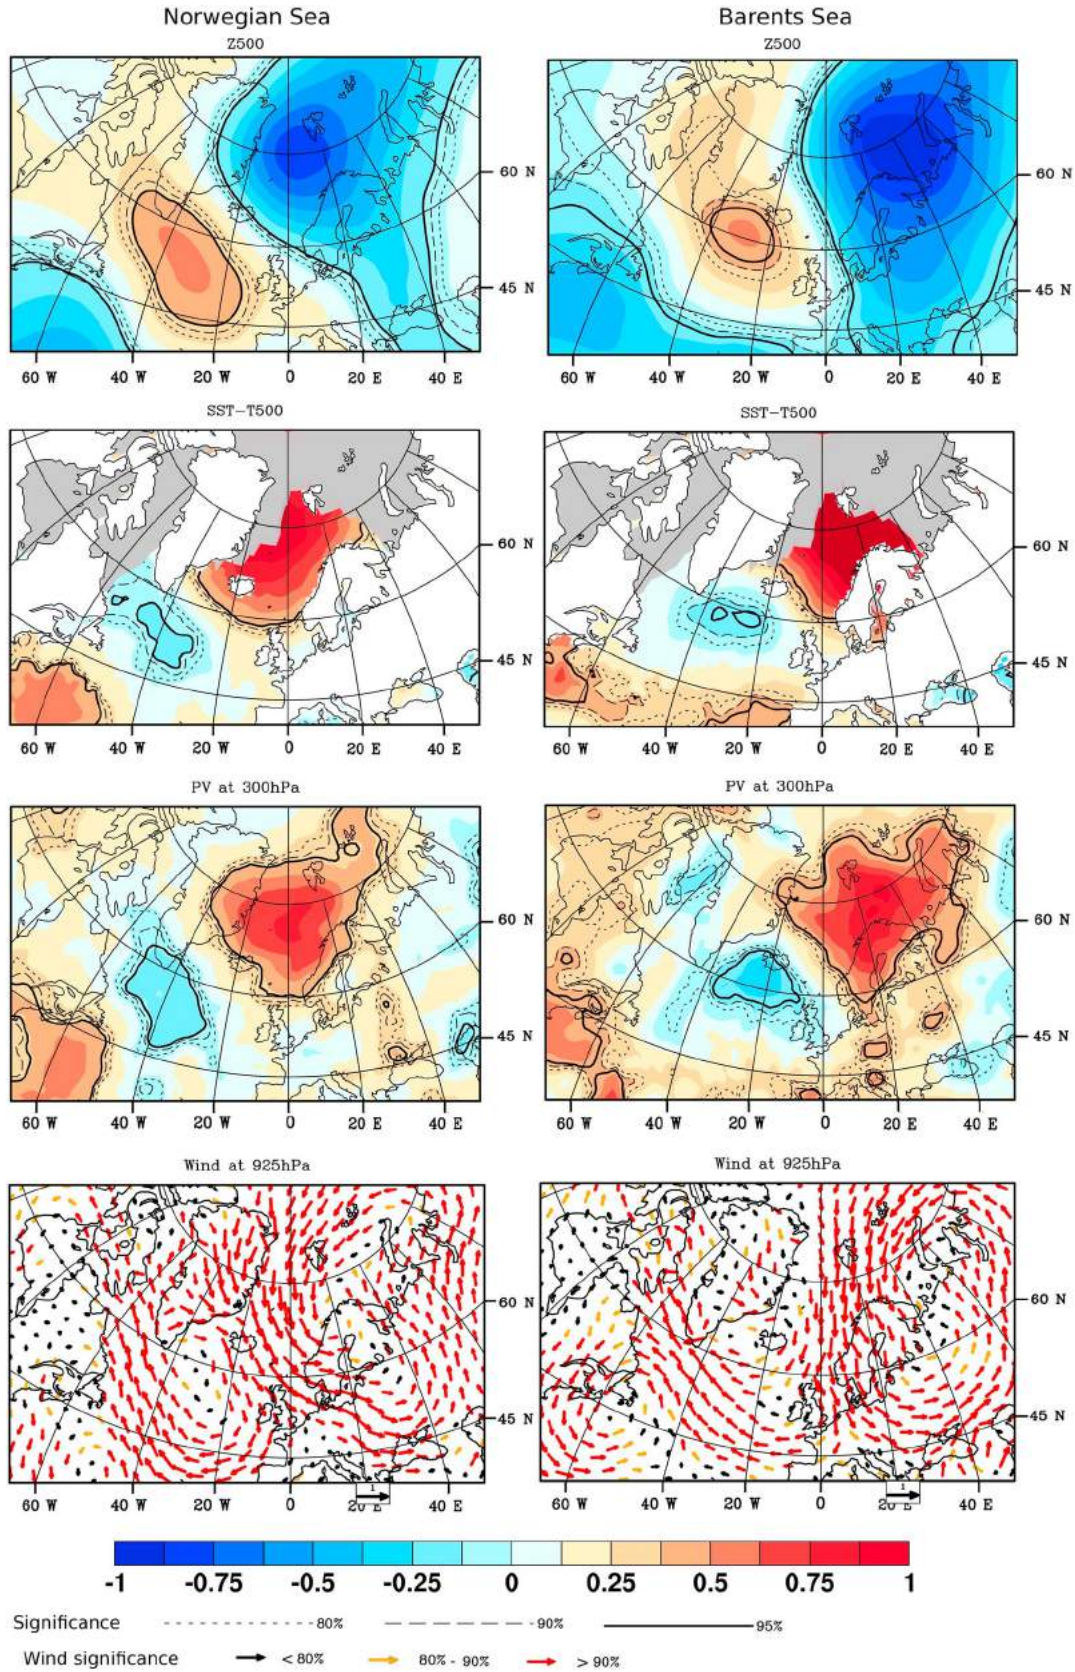 Norwegian Sea Barents Sea
Z500 Z500
60 N 60 N
45 N 45 N
60 W 40 W 20 W 0 20 E 40 E 60 W 40 W 20 W 0 20 E 40 E
SST-T500 SST-T500
60 N 60 N
45 N 45 N
60 W 40 W 20 W 0 20 E 40 E 60 W 40 W 20 W 0 20 E 40 E
PV at 300hPa PV at 300hPa
60 N 60 N
45 N 45 N
60 W 40 W 20 W 0 20 E 40 E 60 W 40 W 20 W 0 20 E 40 E
Wind at 925hPa Wind at 925hPa
60 N 60 N
45 N 45 N
1 1
60 W 40 W 20 W 0 20 E 40 E 60 W 40 W 20 W 0 20 E 40 E
-1 -0.75 -0.5 -0.25 0 0.25 0.5 0.75 1
Significance 80% 90% 95%
Wind significance < 80% 80% - 90% > 90%